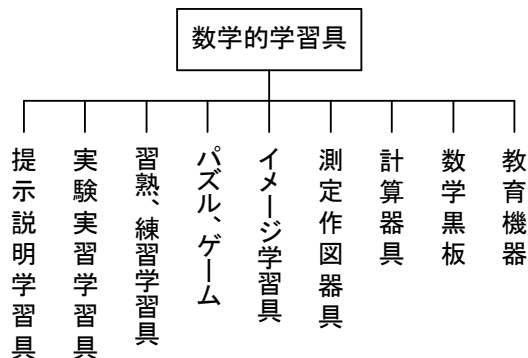 数学的学習具
提示説明学習具
実験実習学習具
習熟、練習学習具
パズル、ゲーム
イメージ学習具
測定作図器具
計算器具
数学黒板
教育機器